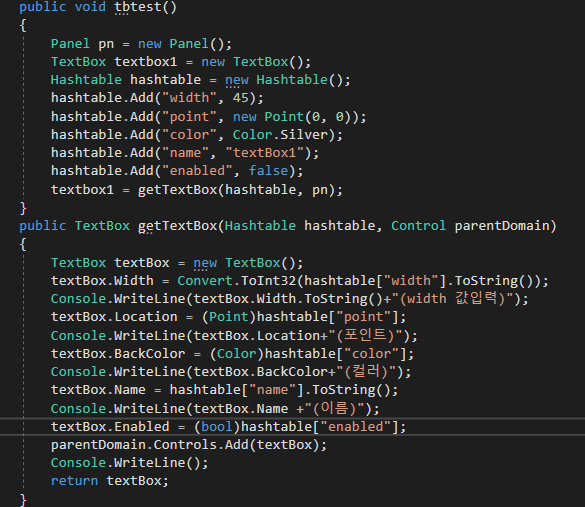 public void tbtest()
{
    Panel pn = new Panel();
    TextBox textbox1 = new TextBox();
    Hashtable hashtable = new Hashtable();
    hashtable.Add("width", 45);
    hashtable.Add("point", new Point(0, 0));
    hashtable.Add("color", Color.Silver);
    hashtable.Add("name", "textBox1");
    hashtable.Add("enabled", false);
    textbox1 = getTextBox(hashtable, pn);
}
public TextBox getTextBox(Hashtable hashtable, Control parentDomain)
{
    TextBox textBox = new TextBox();
    textBox.Width = Convert.ToInt32(hashtable["width"].ToString());
    Console.WriteLine(textBox.Width.ToString()+"(width 값입력)");
    textBox.Location = (Point)hashtable["point"];
    Console.WriteLine(textBox.Location+"(포인트)");
    textBox.BackColor = (Color)hashtable["color"];
    Console.WriteLine(textBox.BackColor+"(컬러)");
    textBox.Name = hashtable["name"].ToString();
    Console.WriteLine(textBox.Name +"(이름)");
    textBox.Enabled = (bool)hashtable["enabled"];
    parentDomain.Controls.Add(textBox);
    Console.WriteLine();
    return textBox;
}